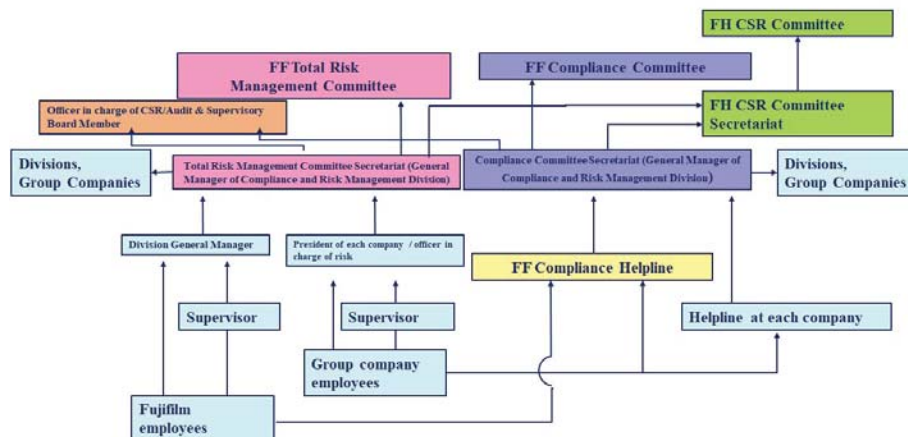 FH CSR Committee
FF Total Risk
Management Committee
FF Compliance Committee
Officer in charge of CSR/Audit & Supervisory
Board Member
FH CSR Committee
Secretariat
Divisions,
Group Companies
Total Risk Management Committee Secretariat (General
Manager of Compliance and Risk Management Division)
Compliance Committee Secretariat (General Manager of
Compliance and Risk Management Division)
Divisions,
Group Companies
Division General Manager
President of each company / officer in
charge of risk
FF Compliance Helpline
Supervisor
Supervisor
Helpline at each company
Group company
employees
Fujifilm
employees